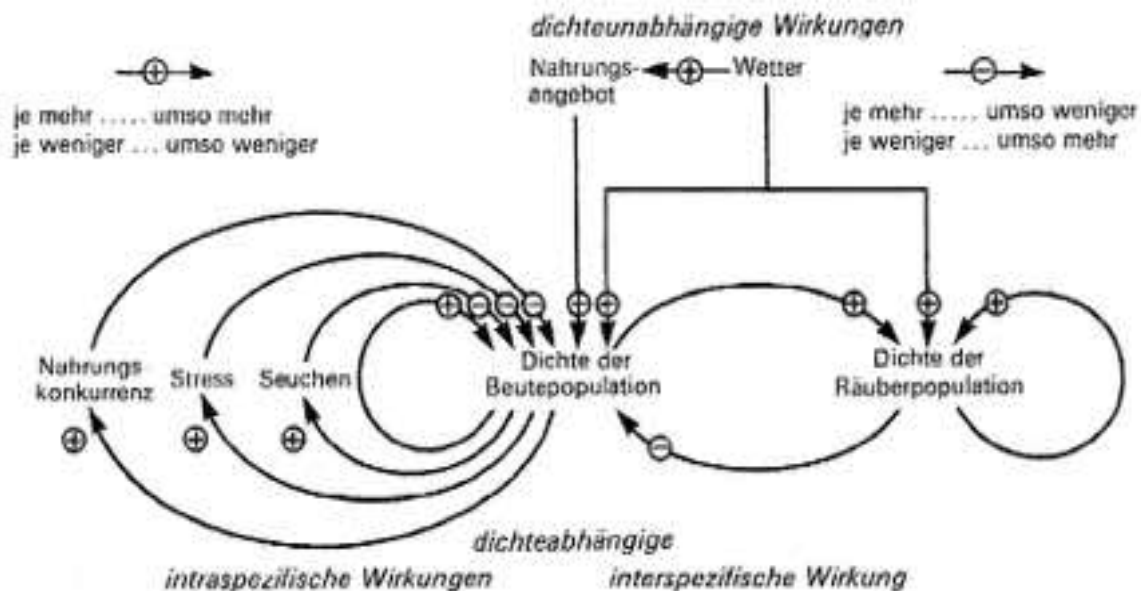 dichteunabhängige Wirkungen
Nahrungs-
angebot
Wetter
je mehr ..... umso mehr
je weniger ... umso weniger
je mehr ..... umso weniger
je weniger ... umso mehr
Nahrungs
konkurrenz
Stress
Seuchen
Dichte der
Beutepopulation
Dichte der
Räuberpopulation
dichteabhängige
intraspezifische Wirkungen
interspezifische Wirkung